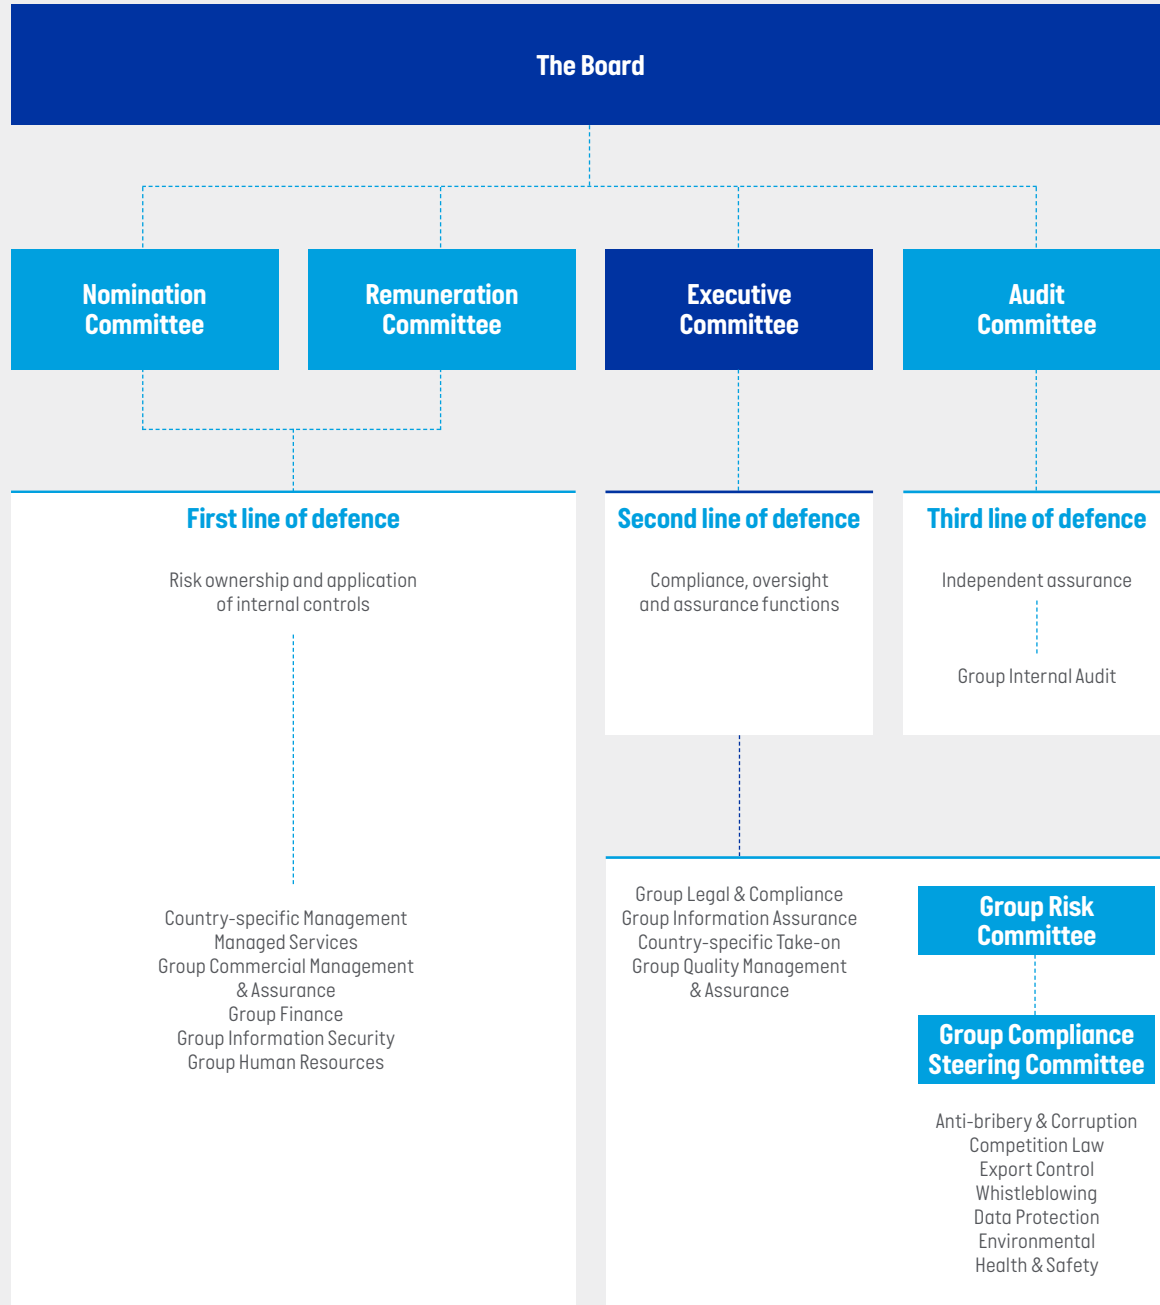 The Board
Nomination
Committee
Remuneration
Committee
Executive
Committee
Audit
Committee
First line of defence
Risk ownership and application
of internal controls
Country-specific Management
Managed Services
Group Commercial Management
& Assurance
Group Finance
Group Information Security
Group Human Resources
Second line of defence
Compliance, oversight
and assurance functions
Third line of defence
Independent assurance
Group Internal Audit
Group Legal & Compliance
Group Information Assurance
Country-specific Take-on
Group Quality Management
& Assurance
Group Risk
Committee
Group Compliance
Steering Committee
Anti-bribery & Corruption
Competition Law
Export Control
Whistleblowing
Data Protection
Environmental
Health & Safety